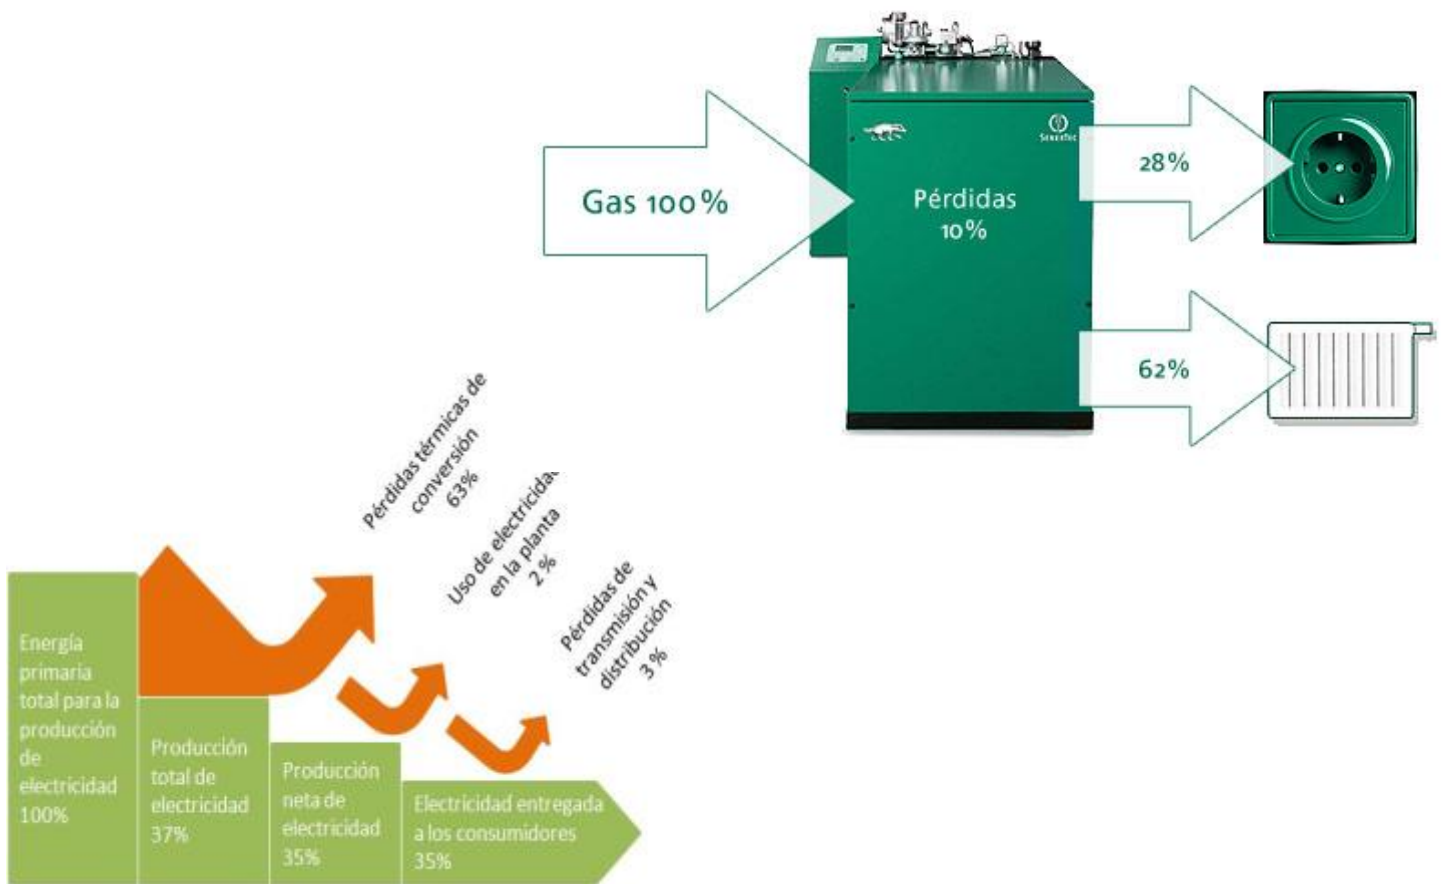 Gas 100%
Pérdidas
10%
SenerTec
28%
62%
Pérdidas térmicas de
conversión
63%
Uso de electricidad
en la planta
2%
Pérdidas de
transmisión y
distribución
3%
Energía
primaria
total para la
producción
de
electricidad
100%
Producción
total de
electricidad
37%
Producción
neta de
electricidad
35%
Electricidad entregada
a los consumidores
35%